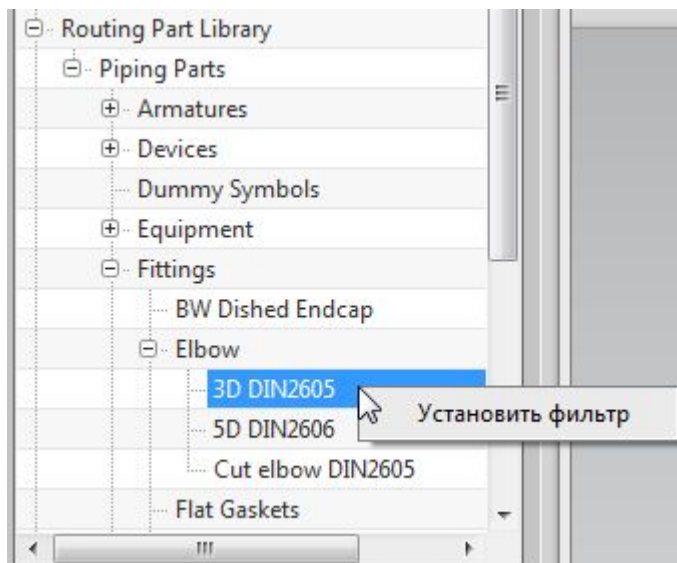 Routing Part Library
Piping Parts
Armatures
Devices
Dummy Symbols
Equipment
Fittings
BW Dished Endcap
Elbow
3D DIN2605
Установить фильтр
5D DIN2606
Cut elbow DIN2605
Flat Gaskets